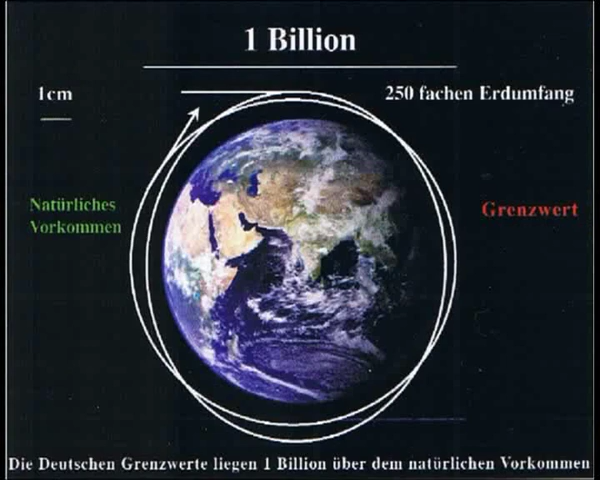 1 Billion
1cm
250 fachen Erdumfang
Natürliches
Vorkommen
Grenzwert
Die Deutschen Grenzwerte liegen 1 Billion über dem natürlichen Vorkommen